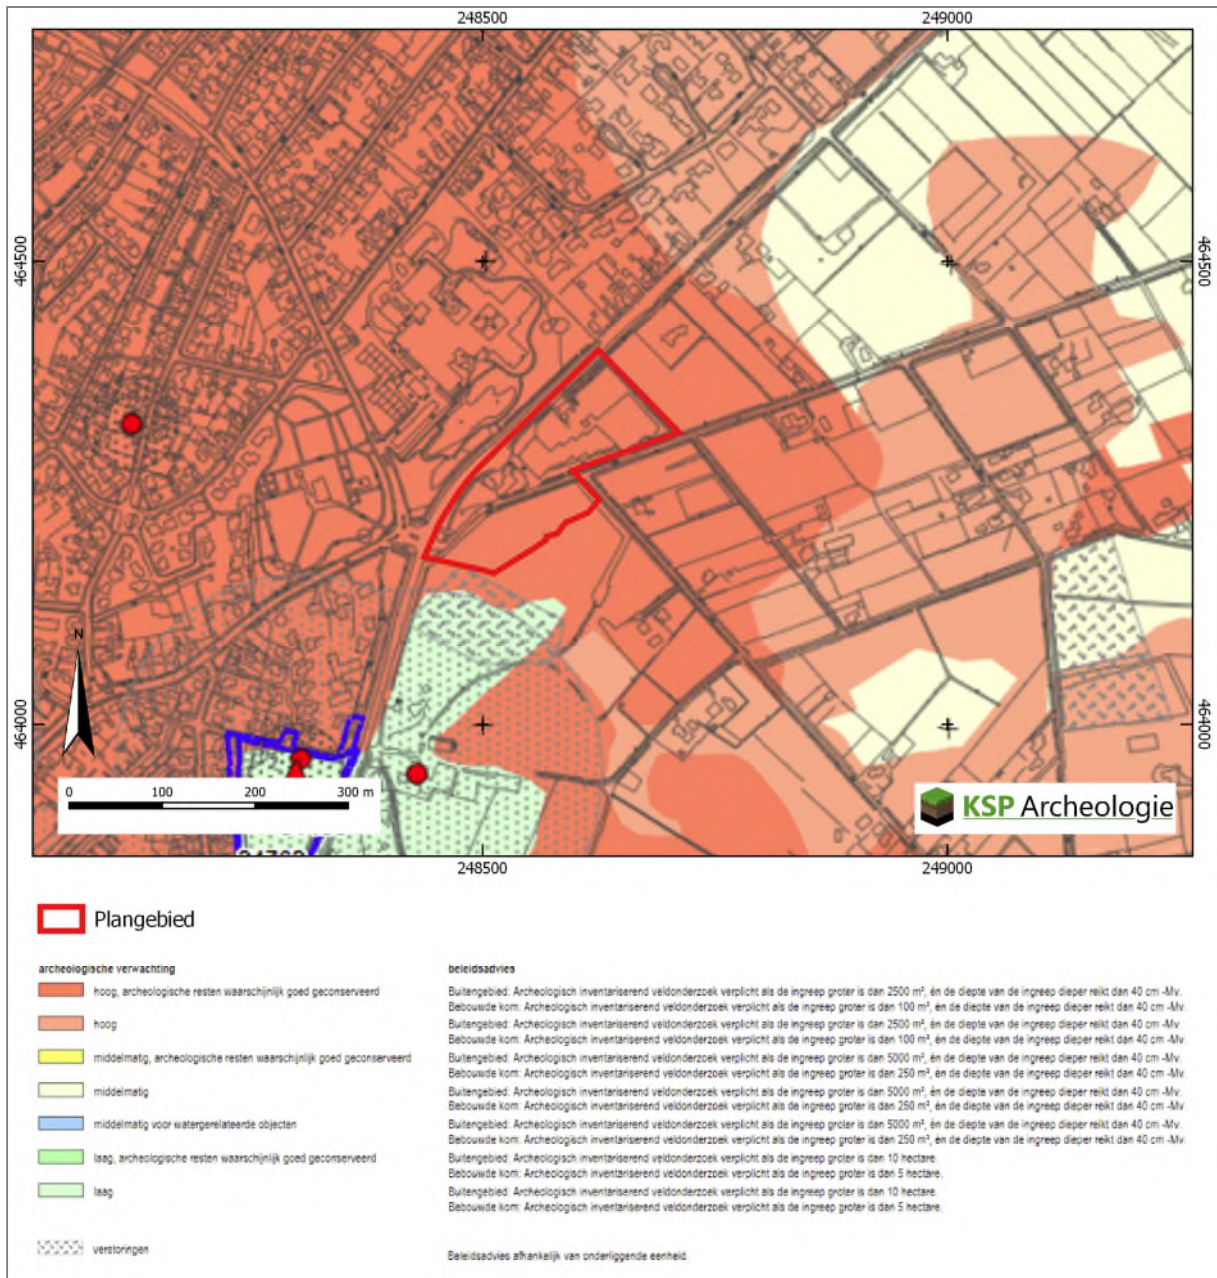 248500 249000
464500 464500
N
464000 464000
0 100 200 300 m
KSP Archeologie
248500 249000
Plangebied
archeologische verwachting beleidsadvies
hoog, archeologische resten waarschijnlijk goed geconserveerd Buitengebied: Archeologisch inventariserend veldonderzoek verplicht als de ingreep groter is dan 2500 m², én de diepte van de ingreep dieper reikt dan 40 cm -Mv.
Bebouwde kom: Archeologisch inventariserend veldonderzoek verplicht als de ingreep groter is dan 100 m², én de diepte van de ingreep dieper reikt dan 40 cm -Mv.
hoog Buitengebied: Archeologisch inventariserend veldonderzoek verplicht als de ingreep groter is dan 2500 m², én de diepte van de ingreep dieper reikt dan 40 cm -Mv.
Bebouwde kom: Archeologisch inventariserend veldonderzoek verplicht als de ingreep groter is dan 100 m², én de diepte van de ingreep dieper reikt dan 40 cm -Mv.
middelmatig, archeologische resten waarschijnlijk goed geconserveerd Buitengebied: Archeologisch inventariserend veldonderzoek verplicht als de ingreep groter is dan 5000 m², én de diepte van de ingreep dieper reikt dan 40 cm -Mv.
Bebouwde kom: Archeologisch inventariserend veldonderzoek verplicht als de ingreep groter is dan 250 m², én de diepte van de ingreep dieper reikt dan 40 cm -Mv.
middelmatig Buitengebied: Archeologisch inventariserend veldonderzoek verplicht als de ingreep groter is dan 5000 m², én de diepte van de ingreep dieper reikt dan 40 cm -Mv.
Bebouwde kom: Archeologisch inventariserend veldonderzoek verplicht als de ingreep groter is dan 250 m², én de diepte van de ingreep dieper reikt dan 40 cm -Mv
middelmatig voor watergerelateerde objecten Buitengebied: Archeologisch inventariserend veldonderzoek verplicht als de ingreep groter is dan 5000 m², én de diepte van de ingreep dieper reikt dan 40 cm -Mv.
Bebouwde kom: Archeologisch inventariserend veldonderzoek verplicht als de ingreep groter is dan 250 m², én de diepte van de ingreep dieper reikt dan 40 cm -Mv
laag, archeologische resten waarschijnlijk goed geconserveerd Buitengebied: Archeologisch inventariserend veldonderzoek verplicht als de ingreep groter is dan 10 hectare.
Bebouwde kom: Archeologisch inventariserend veldonderzoek verplicht als de ingreep groter is dan 5 hectare.
laag Buitengebied: Archeologisch inventariserend veldonderzoek verplicht als de ingreep groter is dan 10 hectare.
Bebouwde kom: Archeologisch inventariserend veldonderzoek verplicht als de ingreep groter is dan 5 hectare.
verstoringen Beleidsadvies afhankelijk van onderliggende eenheid.